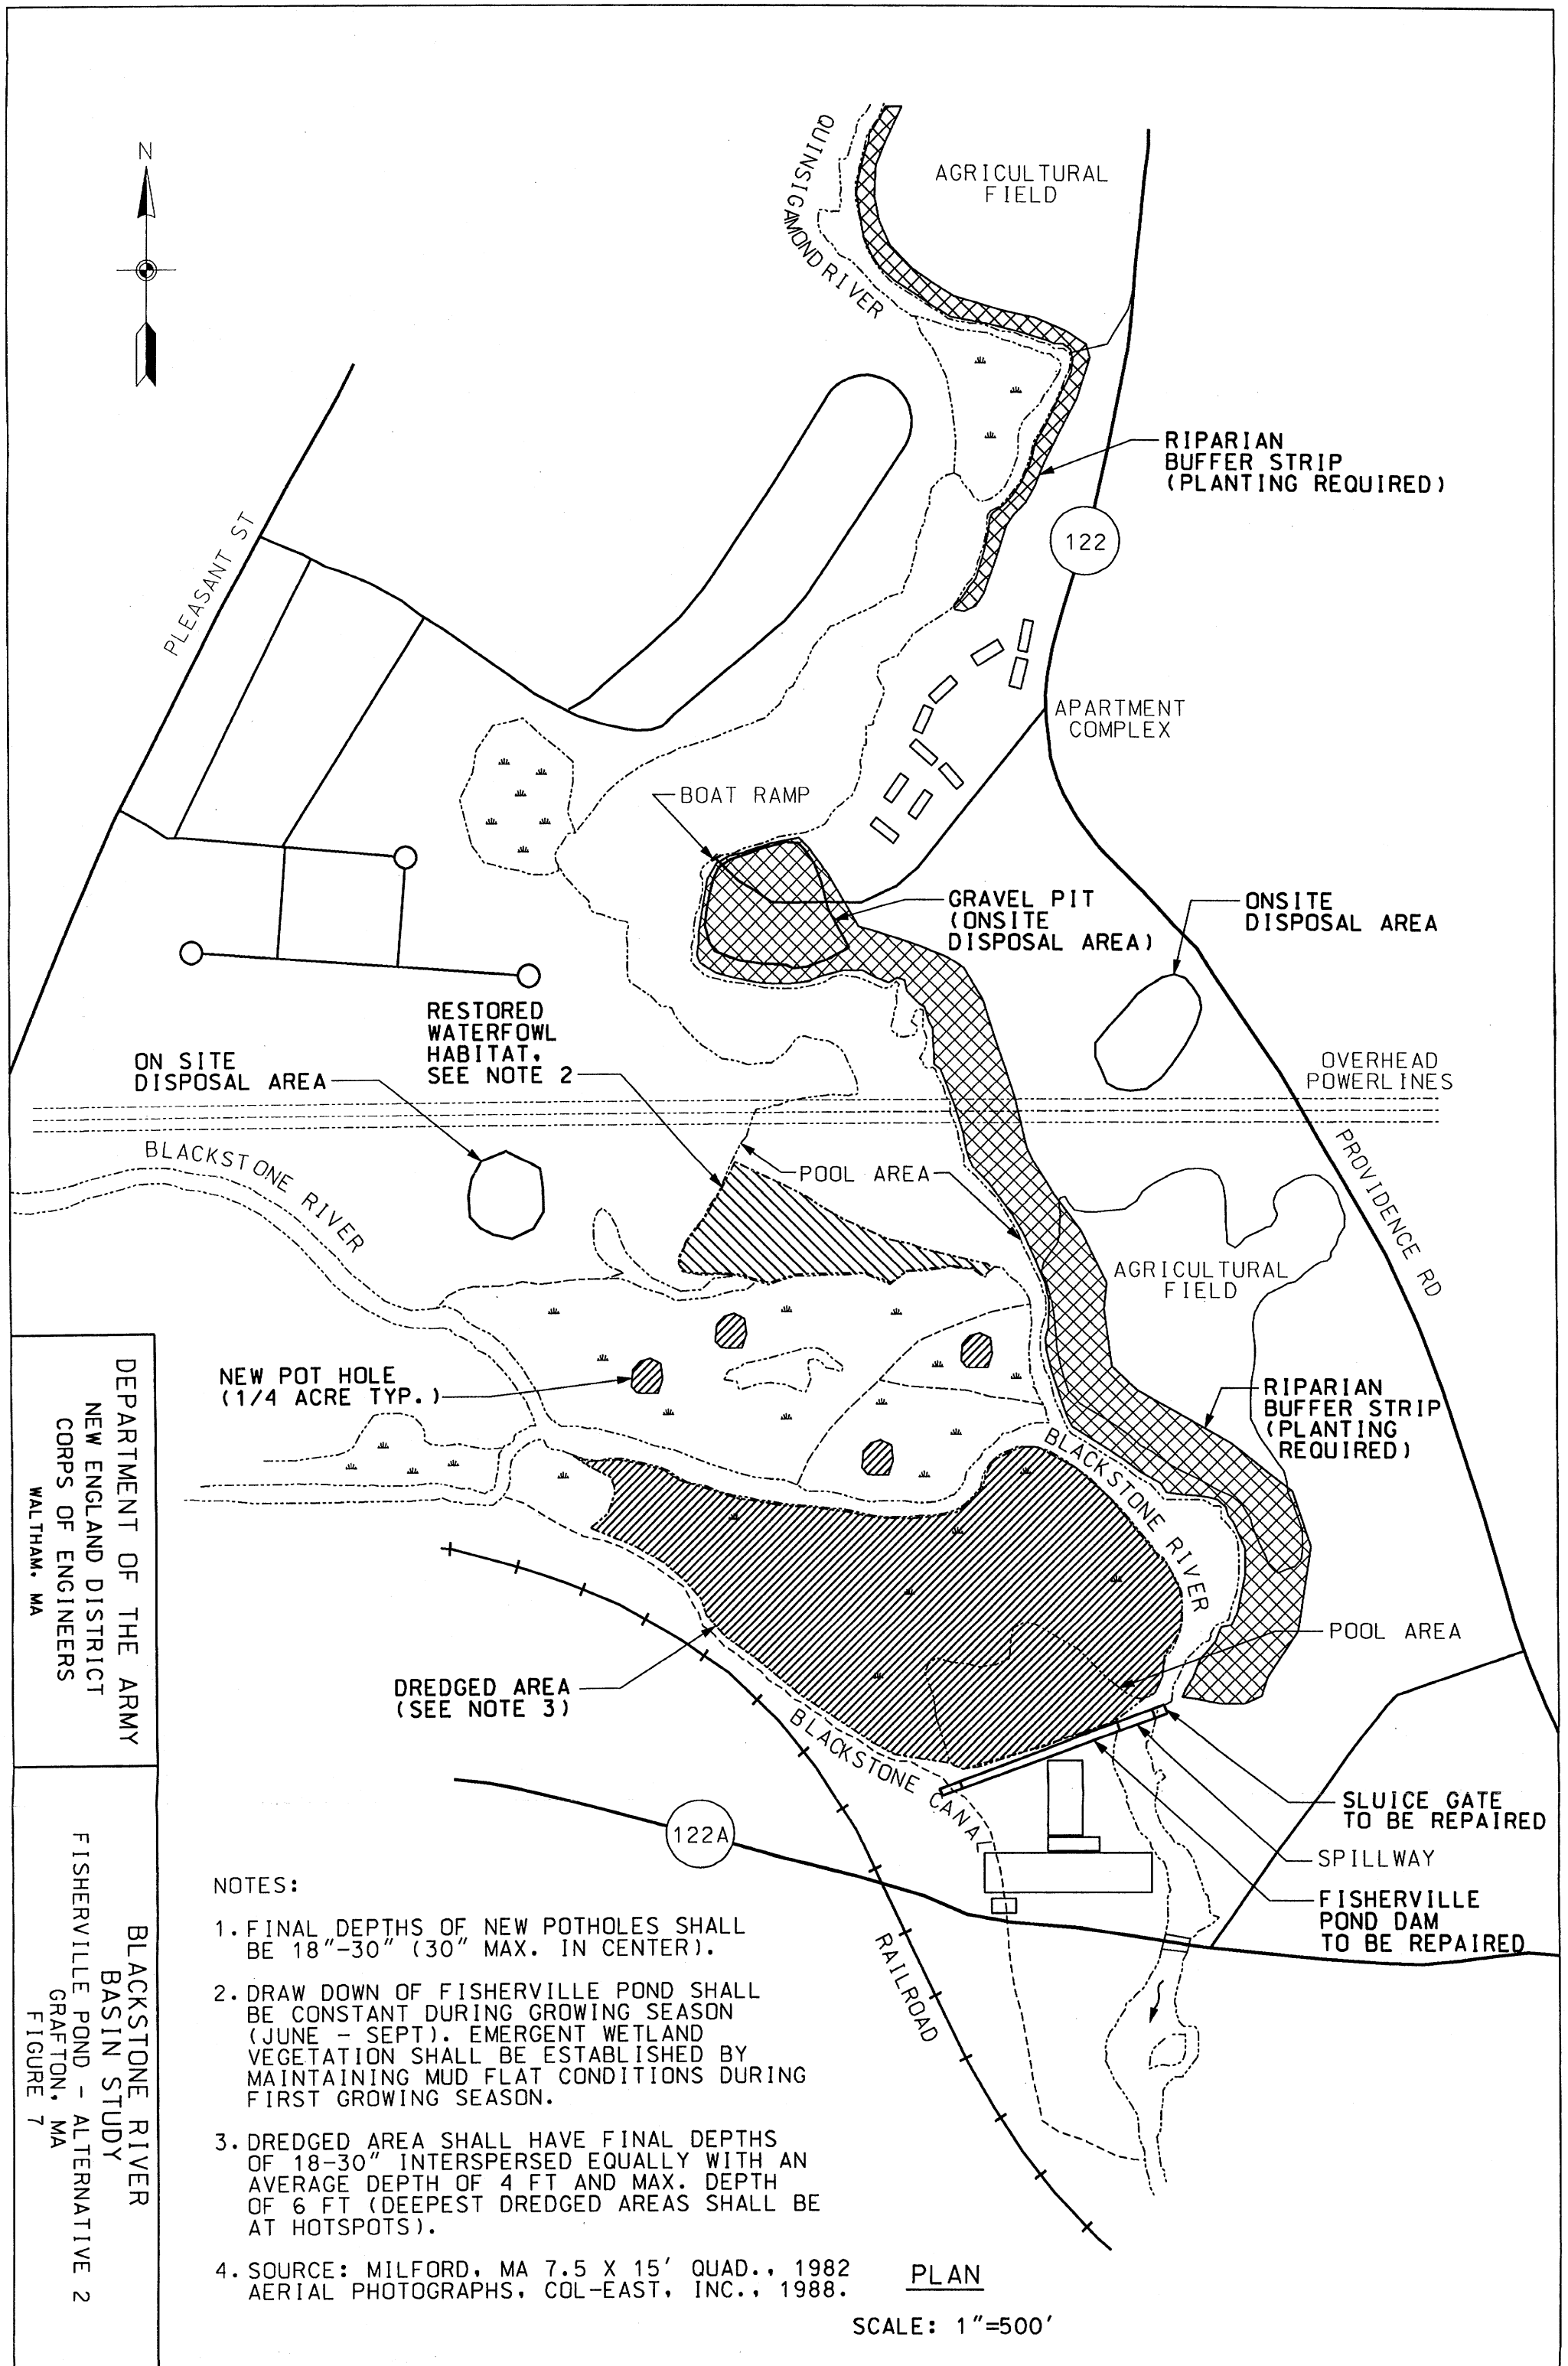 N
QUINSIGAMOND RIVER
AGRICULTURAL
FIELD
RIPARIAN
BUFFER STRIP
(PLANTING REQUIRED)
122
PLEASANT ST
APARTMENT
COMPLEX
BOAT RAMP
GRAVEL PIT
(ONSITE
DISPOSAL AREA)
ONSITE
DISPOSAL AREA
RESTORED
WATERFOWL
HABITAT,
SEE NOTE 2
ON SITE
DISPOSAL AREA
OVERHEAD
POWERLINES
BLACKSTONE RIVER
POOL AREA
PROVIDENCE RD
AGRICULTURAL
FIELD
NEW POT HOLE
(1/4 ACRE TYP.)
RIPARIAN
BUFFER STRIP
(PLANTING
REQUIRED)
BLACKSTONE RIVER
POOL AREA
DREDGED AREA
(SEE NOTE 3)
BLACKSTONE CANAL
SLUICE GATE
TO BE REPAIRED
SPILLWAY
FISHERVILLE
POND DAM
TO BE REPAIRED
122A
RAILROAD
NOTES:
1. FINAL DEPTHS OF NEW POTHOLES SHALL
BE 18"-30" (30" MAX. IN CENTER).
2. DRAW DOWN OF FISHERVILLE POND SHALL
BE CONSTANT DURING GROWING SEASON
(JUNE - SEPT). EMERGENT WETLAND
VEGETATION SHALL BE ESTABLISHED BY
MAINTAINING MUD FLAT CONDITIONS DURING
FIRST GROWING SEASON.
3. DREDGED AREA SHALL HAVE FINAL DEPTHS
OF 18-30" INTERSPERSED EQUALLY WITH AN
AVERAGE DEPTH OF 4 FT AND MAX. DEPTH
OF 6 FT (DEEPEST DREDGED AREAS SHALL BE
AT HOTSPOTS).
4. SOURCE: MILFORD, MA 7.5 X 15' QUAD., 1982
AERIAL PHOTOGRAPHS, COL-EAST, INC., 1988.
PLAN
SCALE: 1"=500'
DEPARTMENT OF THE ARMY
NEW ENGLAND DISTRICT
CORPS OF ENGINEERS
WALTHAM, MA
BLACKSTONE RIVER
BASIN STUDY
FISHERVILLE POND - ALTERNATIVE 2
GRAFTON, MA
FIGURE 7